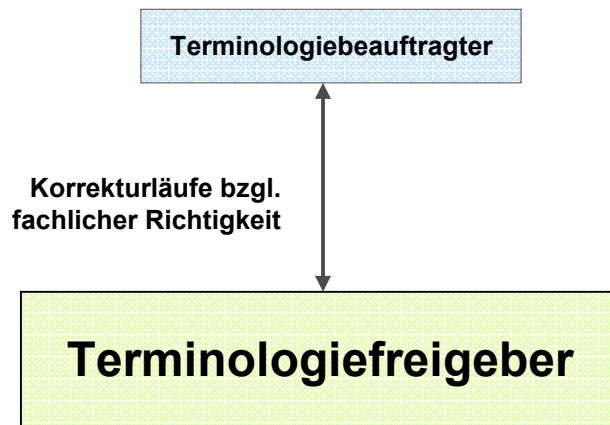 Terminologiebeauftragter
Korrekturläufe bzgl.
fachlicher Richtigkeit
Terminologiefreigeber